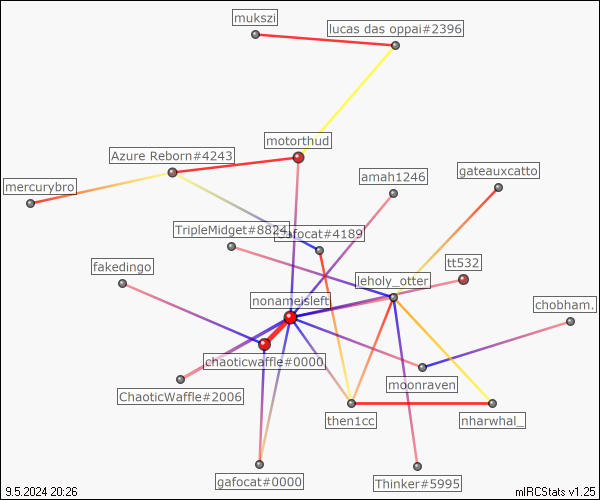 mukszi
lucas das oppai#2396
motorthud
Azure Reborn#4243
amah1246
gateauxcatto
mercurybro
TripleMidget#8824
Gafocat#4189
fakedingo
tt532
leholy_otter
nonameisleft
chobham.
chaoticwaffle#0000
moonraven
ChaoticWaffle#2006
then1cc
nharwhal_
gafocat#0000
Thinker#5995
9.5.2024 20:26
mIRCStats v1.25